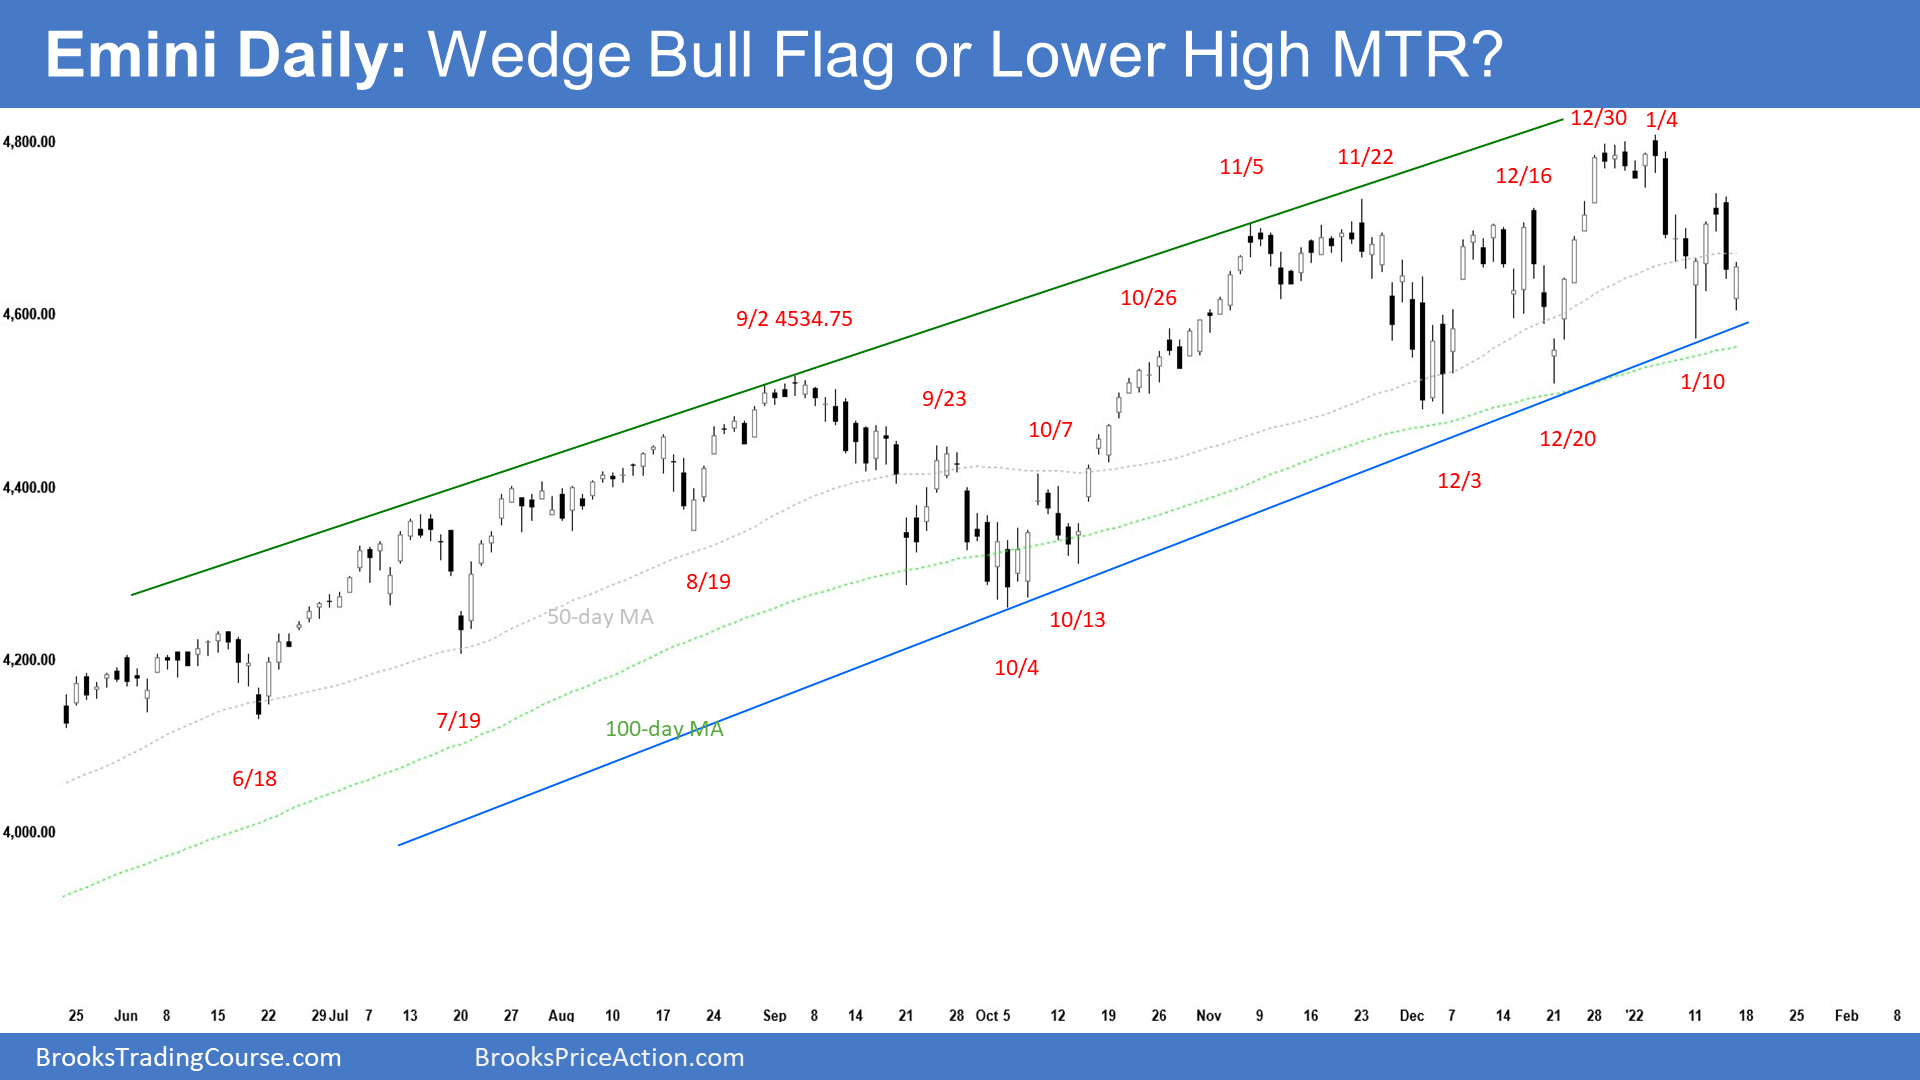 Emini Daily: Wedge Bull Flag or Lower High MTR?
12/30 1/4
4,800.00
11/5 11/22 12/16
4,600.00
9/2 4534.75 10/26
9/23 10/7 1/10
12/20
4,400.00
12/3
8/19
50-day MA 10/13
4,200.00
10/4
7/19
100-day MA
6/18
4,000.00
25 Jun 8 15 22 29 Jul 7 13 20 27 Aug 10 17 24 Sep 8 14 21 28 Oct 5 12 19 26 Nov 9 16 23 Dec 7 14 21 28 '22 11 18 25 Feb 8
BrooksTradingCourse.com BrooksPriceAction.com